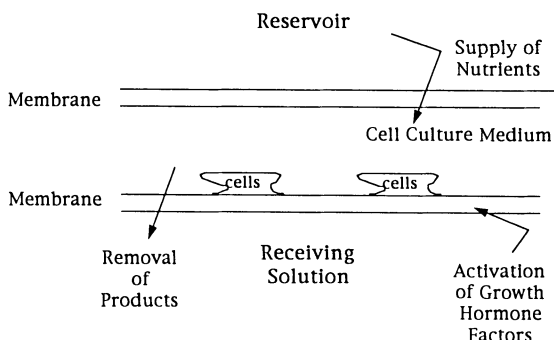 Reservoir
Supply of
Nutrients
Membrane
Cell Culture Medium
cells
cells
Membrane
Removal
of
Products
Receiving
Solution
Activation
of Growth
Hormone
Factors